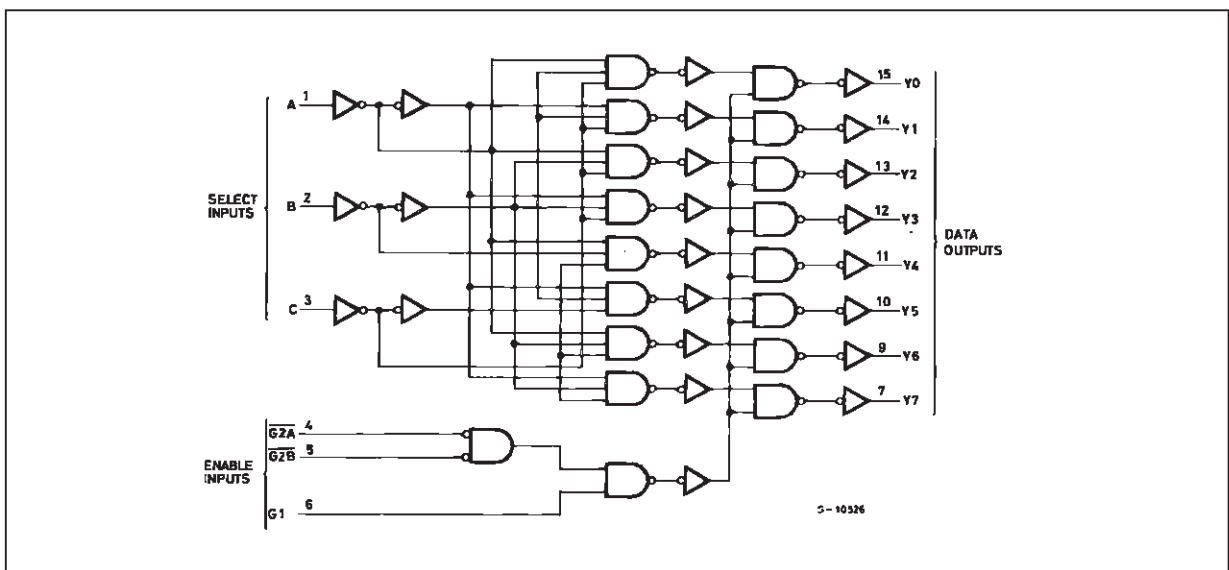 A 1
B 2
C 3
SELECT
INPUTS
G2A 4
G2B 5
ENABLE
INPUTS
G1 6
15 Y0
14 Y1
13 Y2
12 Y3
11 Y4
10 Y5
9 Y6
7 Y7
DATA
OUTPUTS
S-10526